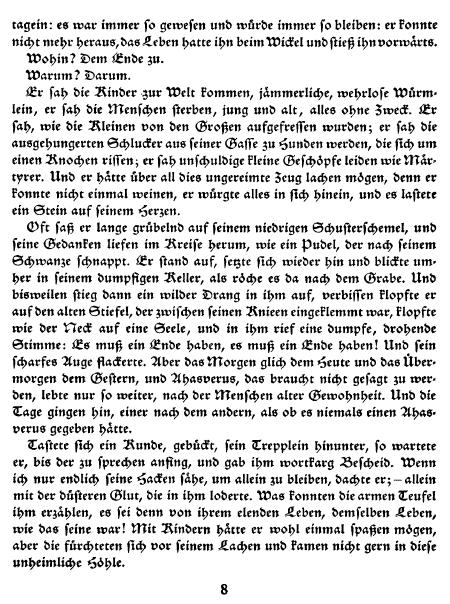 tagein: es war immer so gewesen und würde immer so bleiben: er konnte
nicht mehr heraus, das Leben hatte ihn beim Wickel und stieß ihn vorwärts.
Wohin? Dem Ende zu.
Warum? Darum.
Er sah die Kinder zur Welt kommen, jämmerliche, wehrlose Würm-
lein, er sah die Menschen sterben, jung und alt, alles ohne Zweck. Er
sah, wie die Kleinen von den Großen aufgefressen wurden; er sah die
ausgehungerten Schlucker aus seiner Gasse zu Hunden werden, die sich um
einen Knochen rissen; er sah unschuldige kleine Geschöpfe leiden wie Mär-
tyrer. Und er hätte über all dies ungereimte Zeug lachen mögen, denn er
konnte nicht einmal weinen, er würgte alles in sich hinein, und es lastete
ein Stein auf seinem Herzen.
Oft saß er lange grübelnd auf seinem niedrigen Schusterschemel, und
seine Gedanken liefen im Kreise herum, wie ein Pudel, der nach seinem
Schwanze schnappt. Er stand auf, setzte sich wieder hin und blickte um-
her in seinem dumpfigen Keller, als röche es da nach dem Grabe. Und
bisweilen stieg dann ein wilder Drang in ihm auf, verbissen klopfte er
auf den alten Stiefel, der zwischen seinen Knieen eingeklemmt war, klopfte
wie der Neck auf eine Seele, und in ihm rief eine dumpfe, drohende
Stimme: Es muß ein Ende haben, es muß ein Ende haben! Und sein
scharfes Auge flackerte. Aber das Morgen glich dem Heute und das Über-
morgen dem Gestern, und Ahasverus, das braucht nicht gesagt zu wer-
den, lebte nur so weiter, nach der Menschen alter Gewohnheit. Und die
Tage gingen hin, einer nach dem andern, als ob es niemals einen Ahas-
verus gegeben hätte.
Tastete sich ein Kunde, gebückt, sein Trepplein hinunter, so wartete
er, bis der zu sprechen anfing, und gab ihm wortkarg Bescheid. Wenn
ich nur endlich seine Hacken sähe, um allein zu bleiben, dachte er; – allein
mit der düsteren Glut, die in ihm loderte. Was konnten die armen Teufel
ihm erzählen, es sei denn von ihrem elenden Leben, demselben Leben,
wie das seine war! Mit Kindern hätte er wohl einmal spaßen mögen,
aber die fürchteten sich vor seinem Lachen und kamen nicht gern in diese
unheimliche Höhle.
8